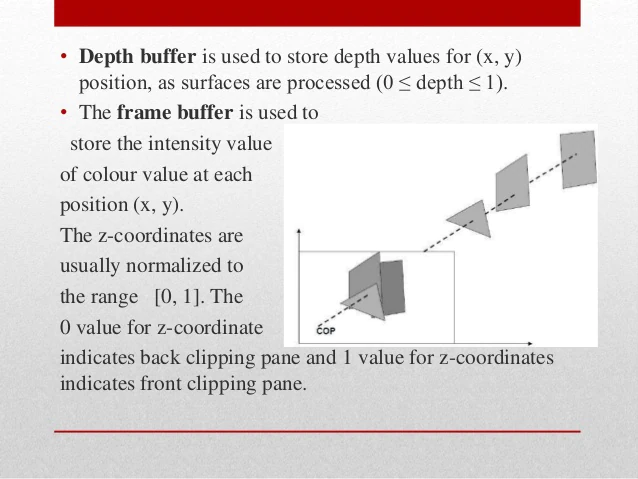 • Depth buffer is used to store depth values for (x, y)
position, as surfaces are processed (0 ≤ depth ≤ 1).
• The frame buffer is used to
store the intensity value
of colour value at each
position (x, y).
The z-coordinates are
usually normalized to
the range [0, 1]. The
0 value for z-coordinate
indicates back clipping pane and 1 value for z-coordinates
indicates front clipping pane.
COP